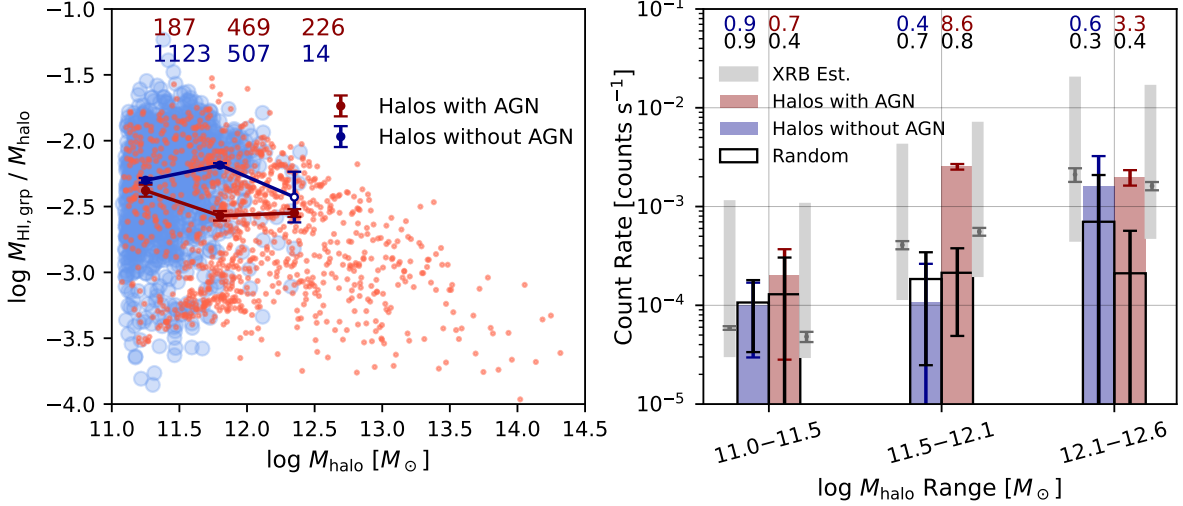 −1.0
−1.5
−2.0
−2.5
−3.0
−3.5
−4.0
log M_HI,grp / M_halo
187 469 226
1123 507 14
Halos with AGN
Halos without AGN
11.0 11.5 12.0 12.5 13.0 13.5 14.0 14.5
log M_halo [M_⊙]
10^−1
10^−2
10^−3
10^−4
10^−5
Count Rate [counts s^−1]
0.9 0.7 0.4 8.6 0.6 3.3
0.9 0.4 0.7 0.8 0.3 0.4
XRB Est.
Halos with AGN
Halos without AGN
Random
11.0−11.5
11.5−12.1
12.1−12.6
log M_halo Range [M_⊙]